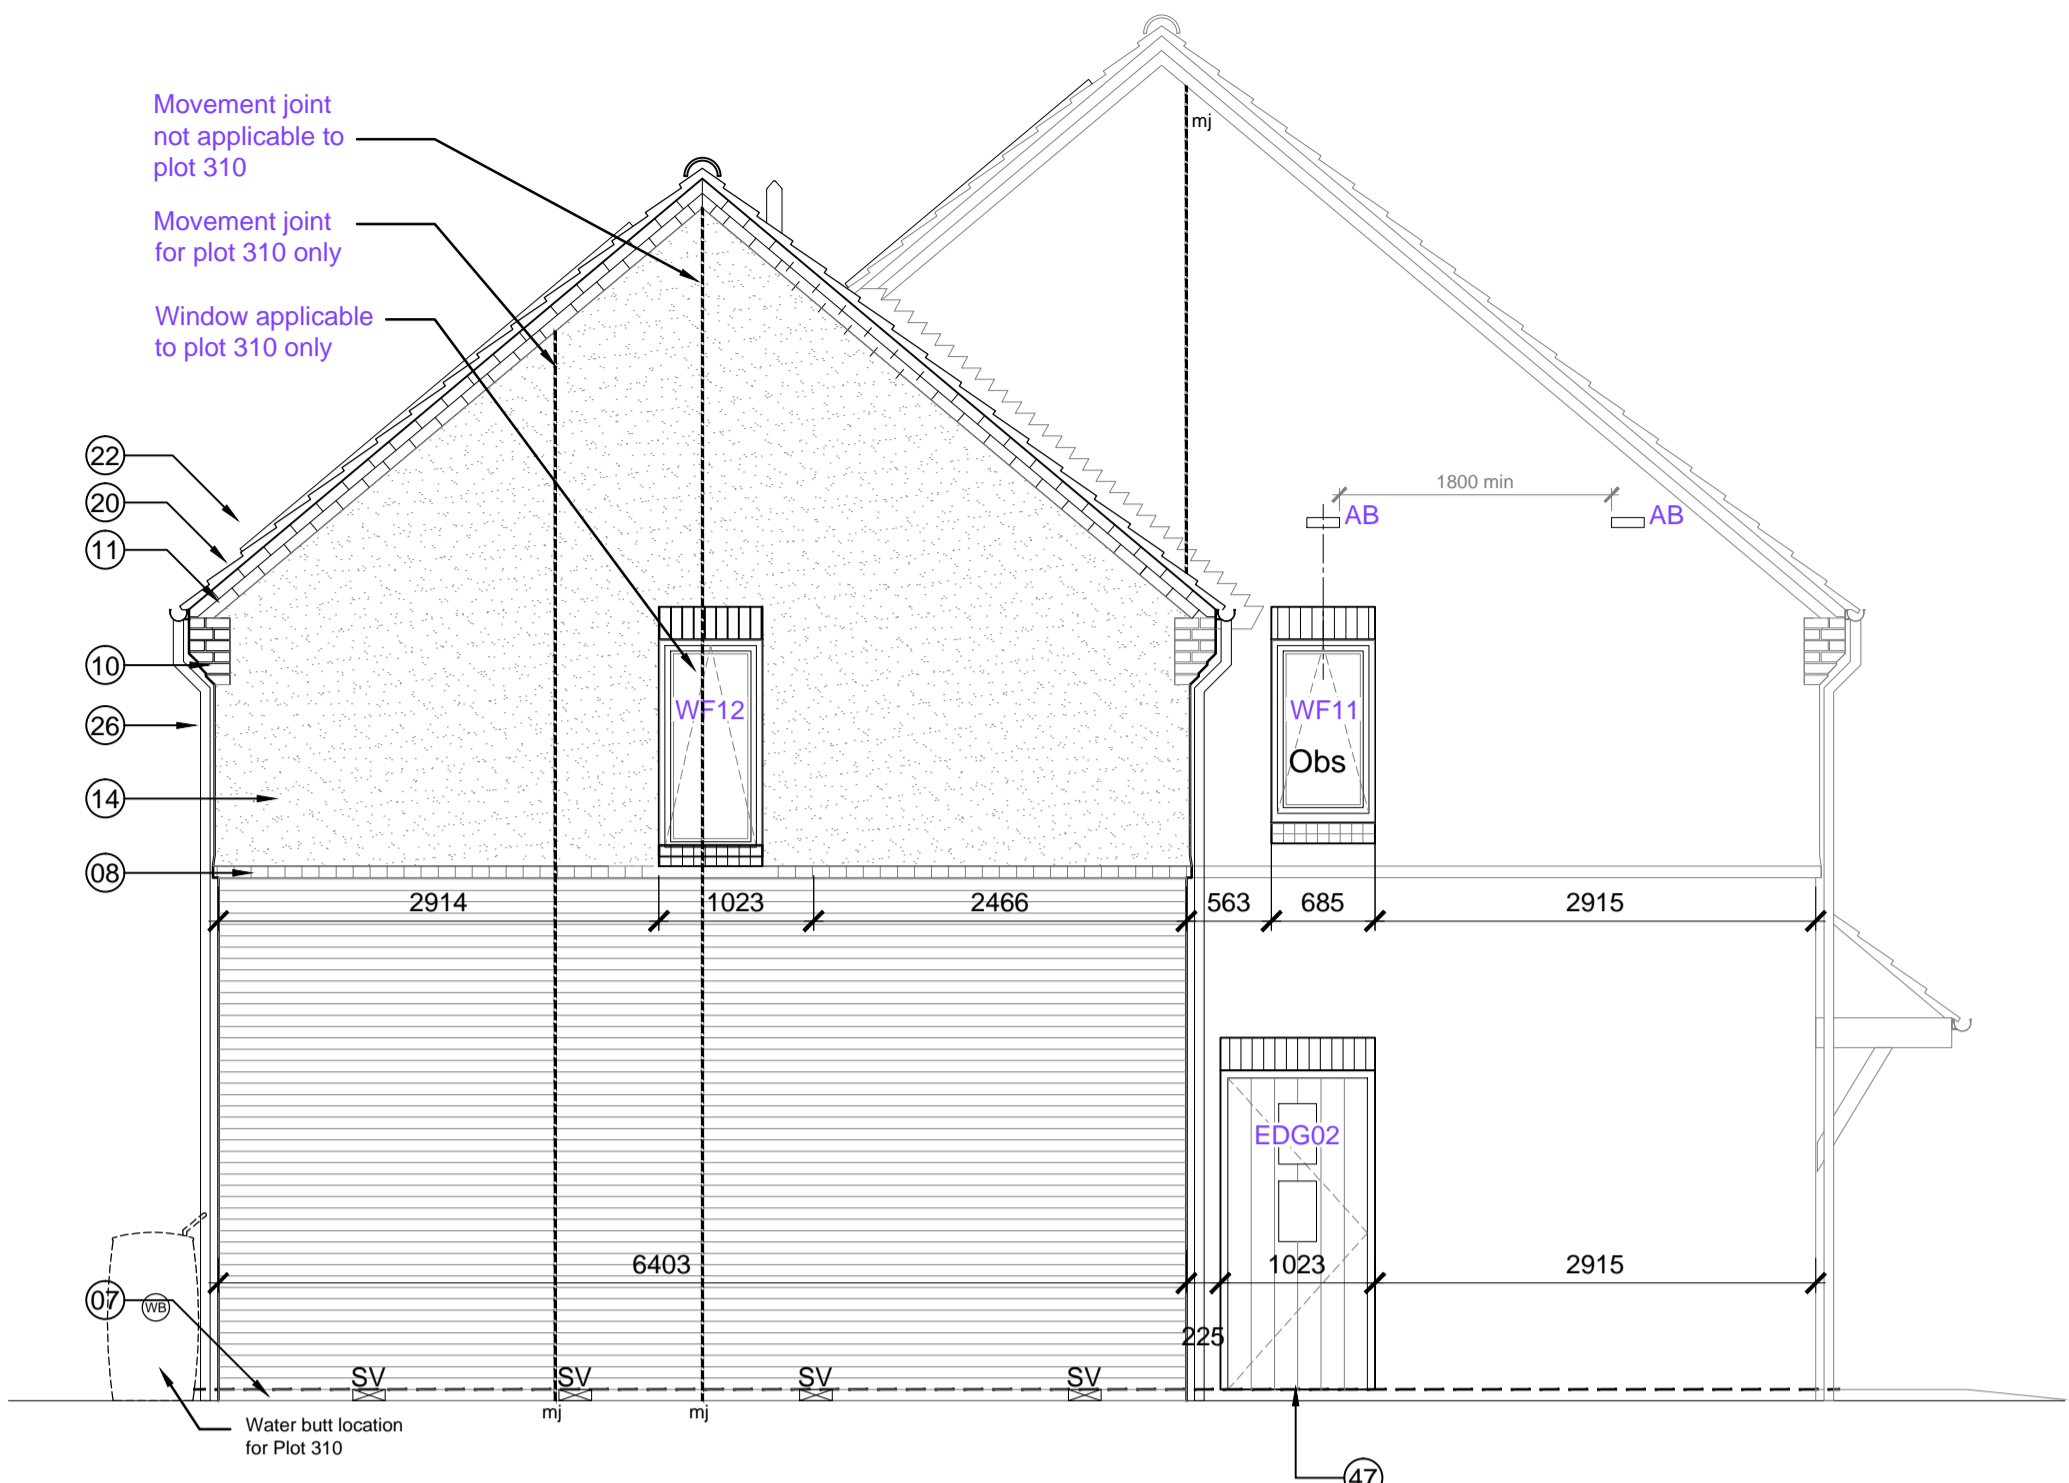 Movement joint
not applicable to
plot 310
mj
Movement joint
for plot 310 only
Window applicable
to plot 310 only
22
20
11
10
26
14
08
1800 min
AB
AB
WF12
WF11
Obs
2914
1023
2466
563
685
2915
EDG02
6403
1023
2915
225
07
WB
SV
SV
SV
SV
mj
mj
Water butt location
for Plot 310
47